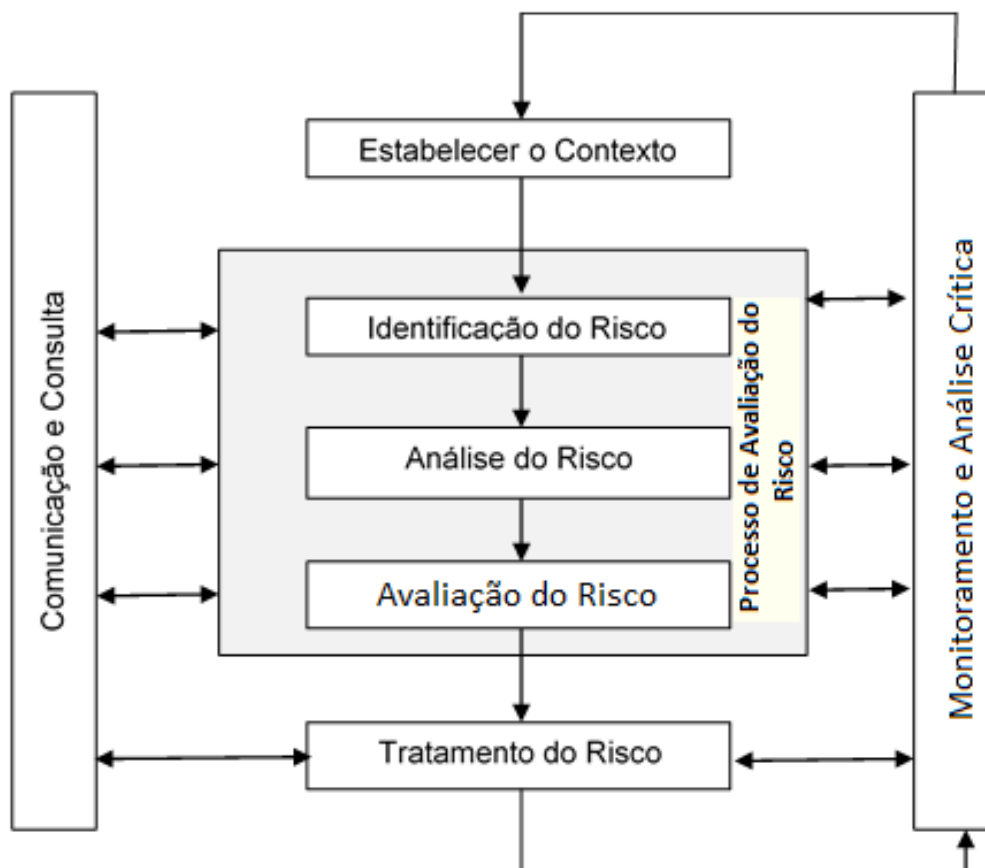 Estabelecer o Contexto
Comunicação e Consulta
Identificação do Risco
Análise do Risco
Avaliação do Risco
Processo de Avaliação do
Risco
Tratamento do Risco
Monitoramento e Análise Crítica